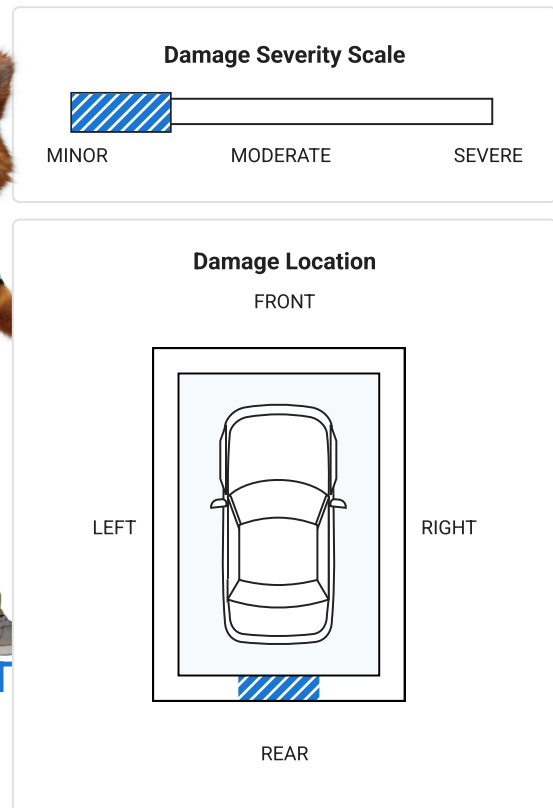 Damage Severity Scale
MINOR MODERATE SEVERE
Damage Location
FRONT
LEFT RIGHT
REAR